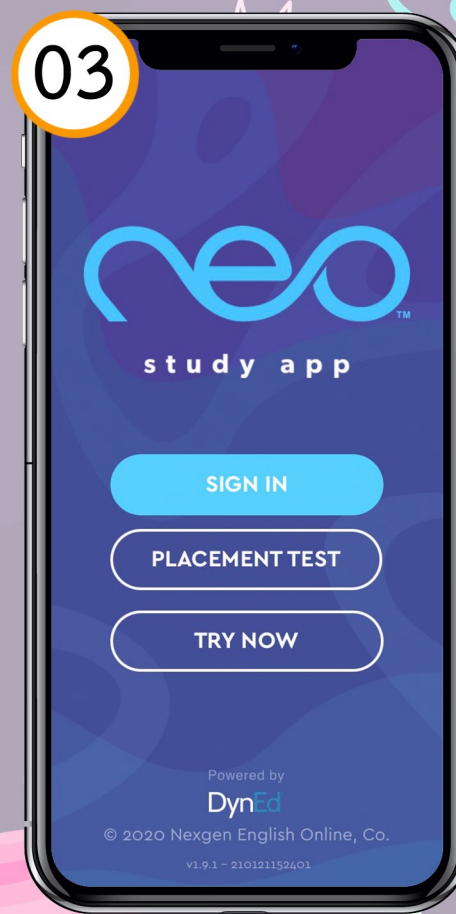 03
neo
TM
study app
SIGN IN
PLACEMENT TEST
TRY NOW
Powered by
DynEd
© 2020 Nexgen English Online, Co.
v1.9.1 – 210121152401